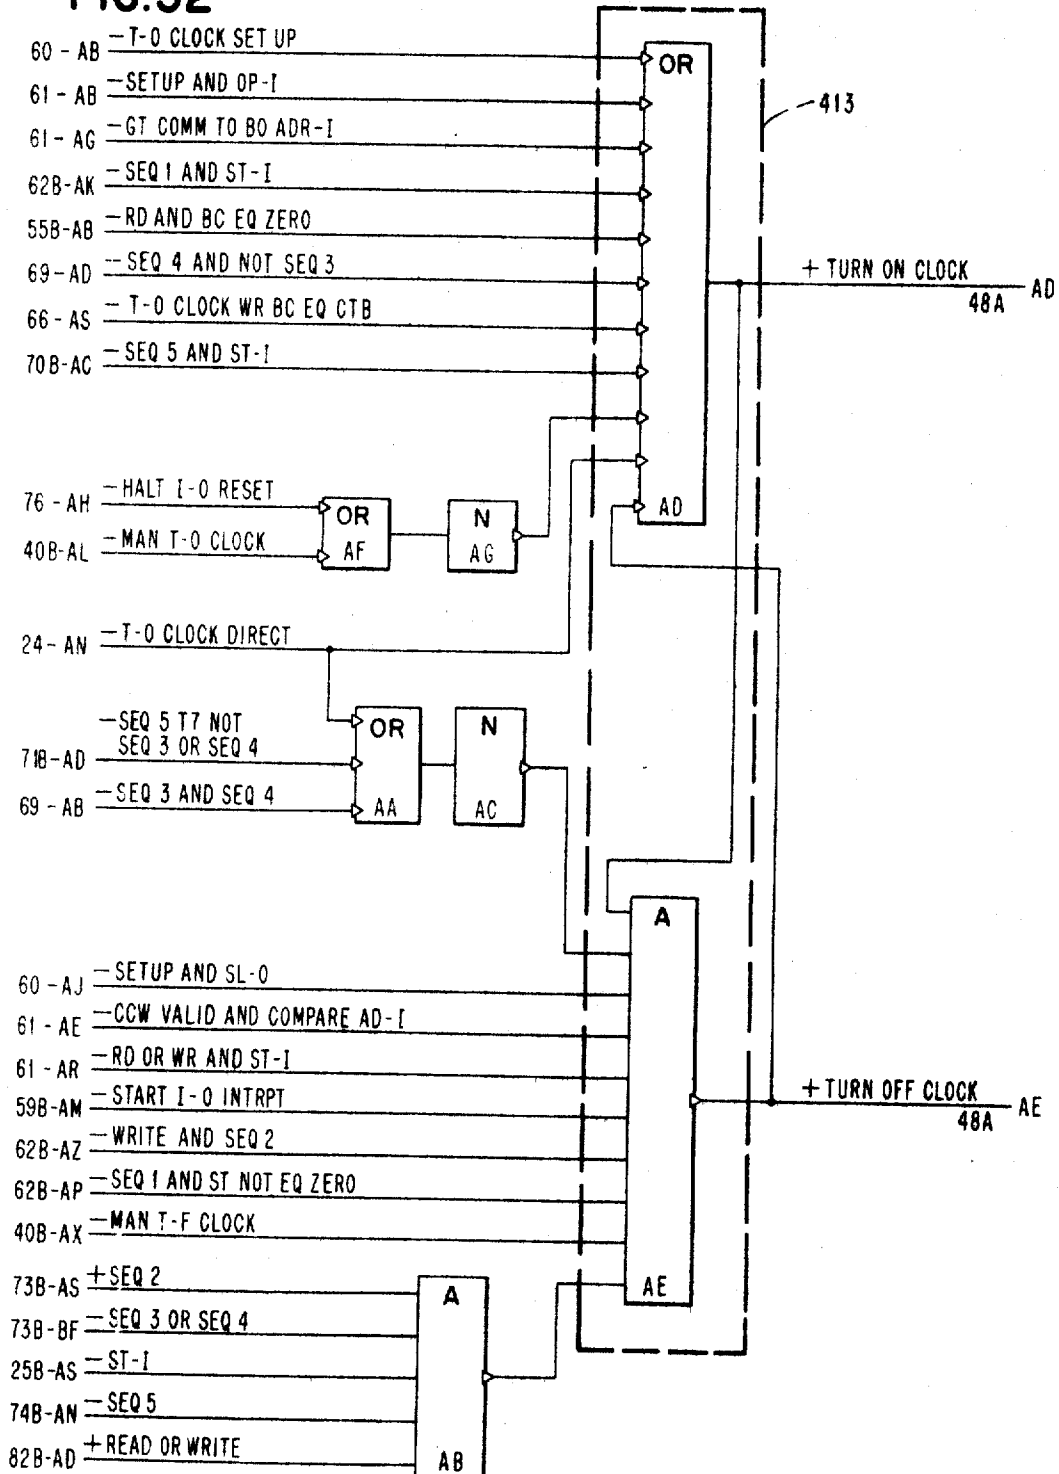 FIG.52
60 - AB -T-0 CLOCK SET UP
61 - AB -SETUP AND OP-I
61 - AG -GT COMM TO BO ADR-I
62B-AK -SEQ 1 AND ST-I
55B-AB -RD AND BC EQ ZERO
69-AD -SEQ 4 AND NOT SEQ 3
66-AS - T-0 CLOCK WR BC EQ CTB
70B-AC -SEQ 5 AND ST-I
OR
AD
413
+ TURN ON CLOCK
48A
AD
76 - AH -HALT I-0 RESET
40B-AL -MAN T-0 CLOCK
OR
AF
N
AG
24- AN -T-0 CLOCK DIRECT
-SEQ 5 T7 NOT
71B-AD SEQ 3 OR SEQ 4
69 -AB -SEQ 3 AND SEQ 4
OR
AA
N
AC
A
AE
60 -AJ -SETUP AND SL-0
61 - AE -CCW VALID AND COMPARE AD-I
61 - AR -RD OR WR AND ST-I
59B-AM -START I-0 INTRPT
62B-AZ -WRITE AND SEQ 2
62B-AP -SEQ 1 AND ST NOT EQ ZERO
40B-AX -MAN T-F CLOCK
+ TURN OFF CLOCK
48A
AE
73B-AS +SEQ 2
73B-BF -SEQ 3 OR SEQ 4
25B-AS -ST-I
74B-AN -SEQ 5
82B-AD +READ OR WRITE
A
AB